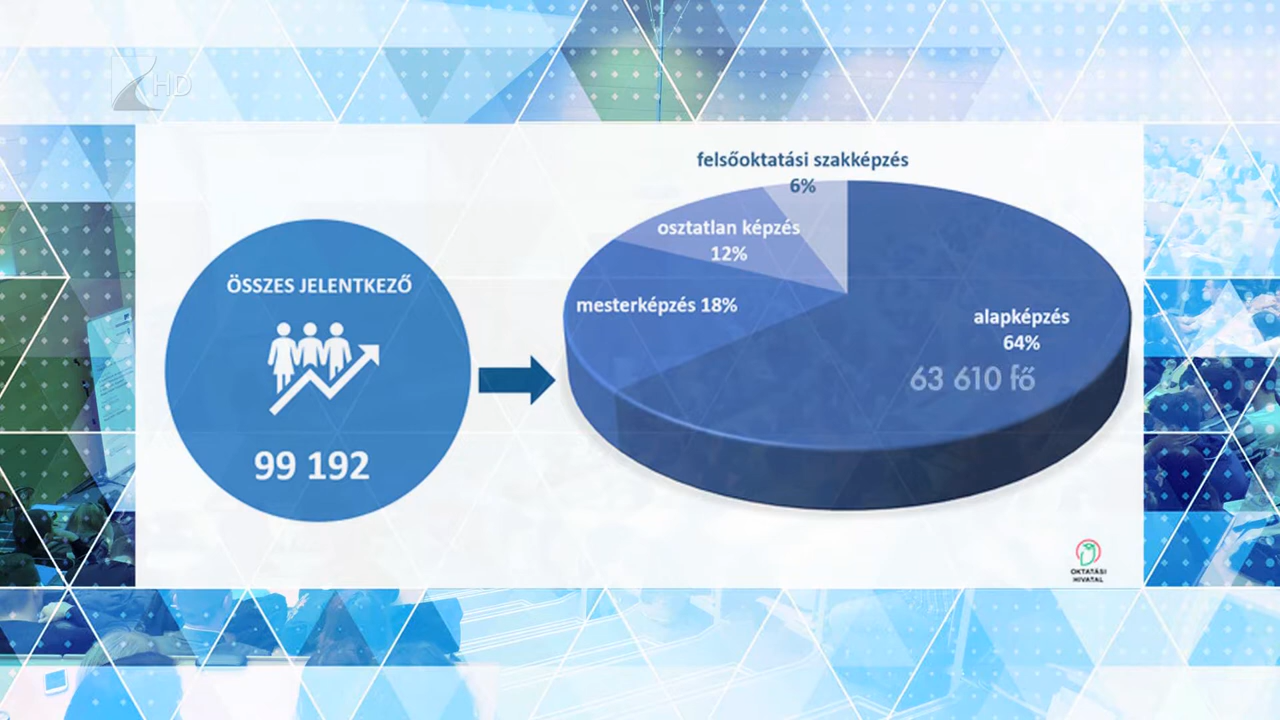 HD
ÖSSZES JELENTKEZŐ
99 192
felsőoktatási szakképzés
6%
osztatlan képzés
12%
mesterképzés 18%
alapképzés
64%
63 610 fő
OKTATÁSI
HIVATAL